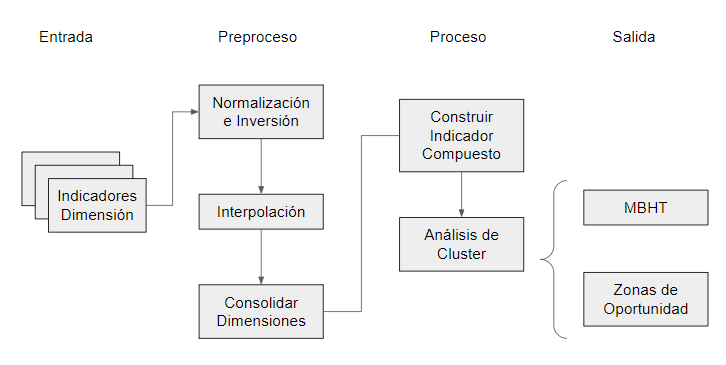 Entrada
Preproceso
Proceso
Salida
Indicadores
Dimensión
Normalización
e Inversión
Interpolación
Consolidar
Dimensiones
Construir
Indicador
Compuesto
Análisis de
Cluster
MBHT
Zonas de
Oportunidad